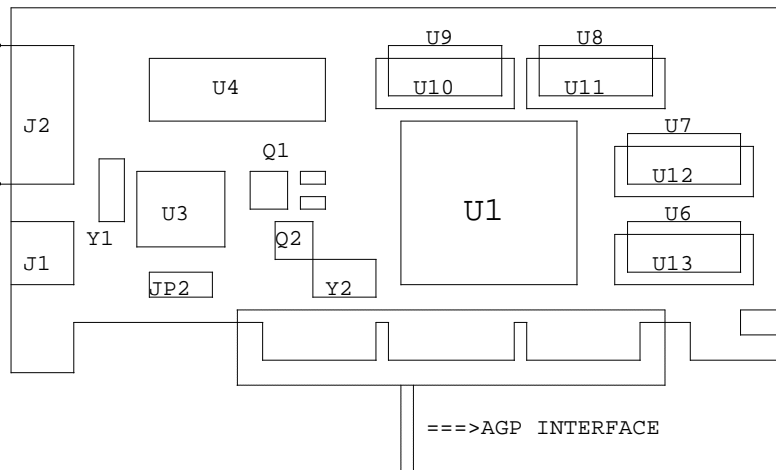 U9 U8
U4 U10 U11
J2
U7
Q1
U12
U3 U1 U6
Y1 Q2
J1 U13
JP2 Y2
===>AGP INTERFACE